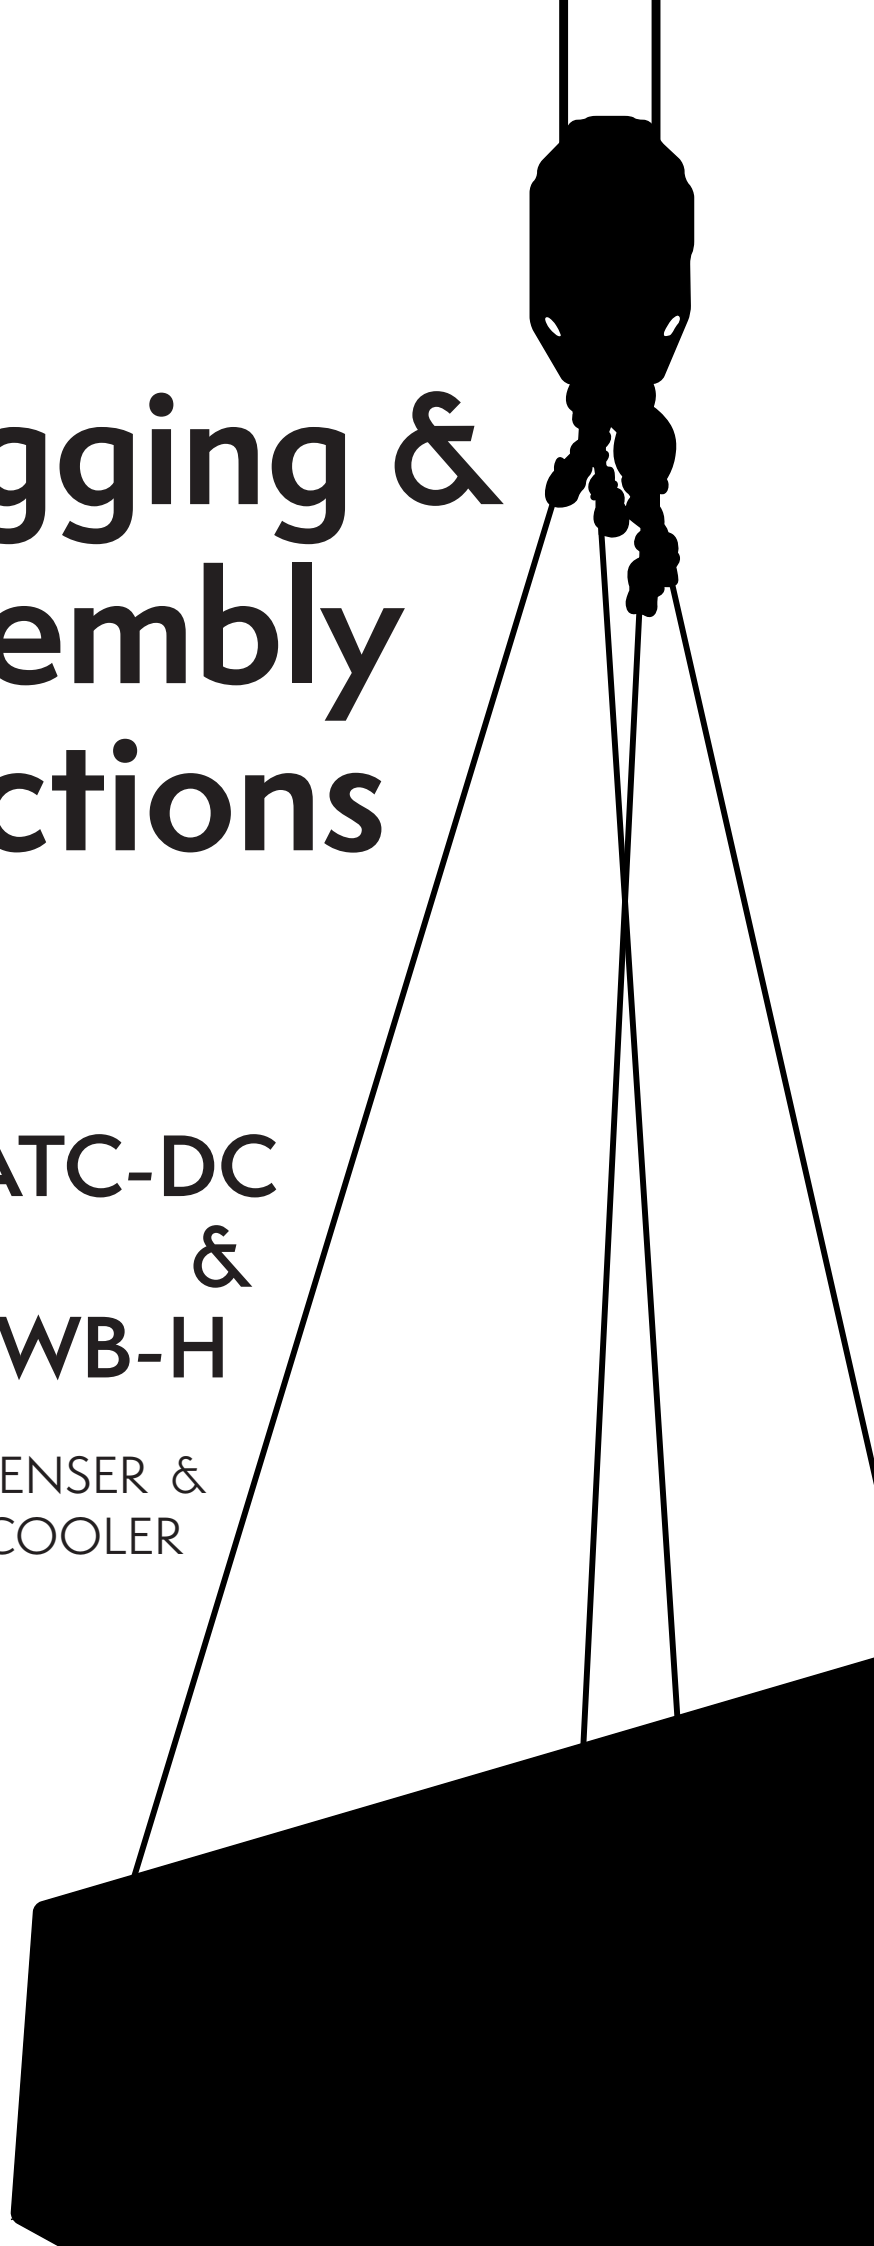 gging &
embly
ctions
ATC-DC
&
WB-H
ENSER &
COOLER